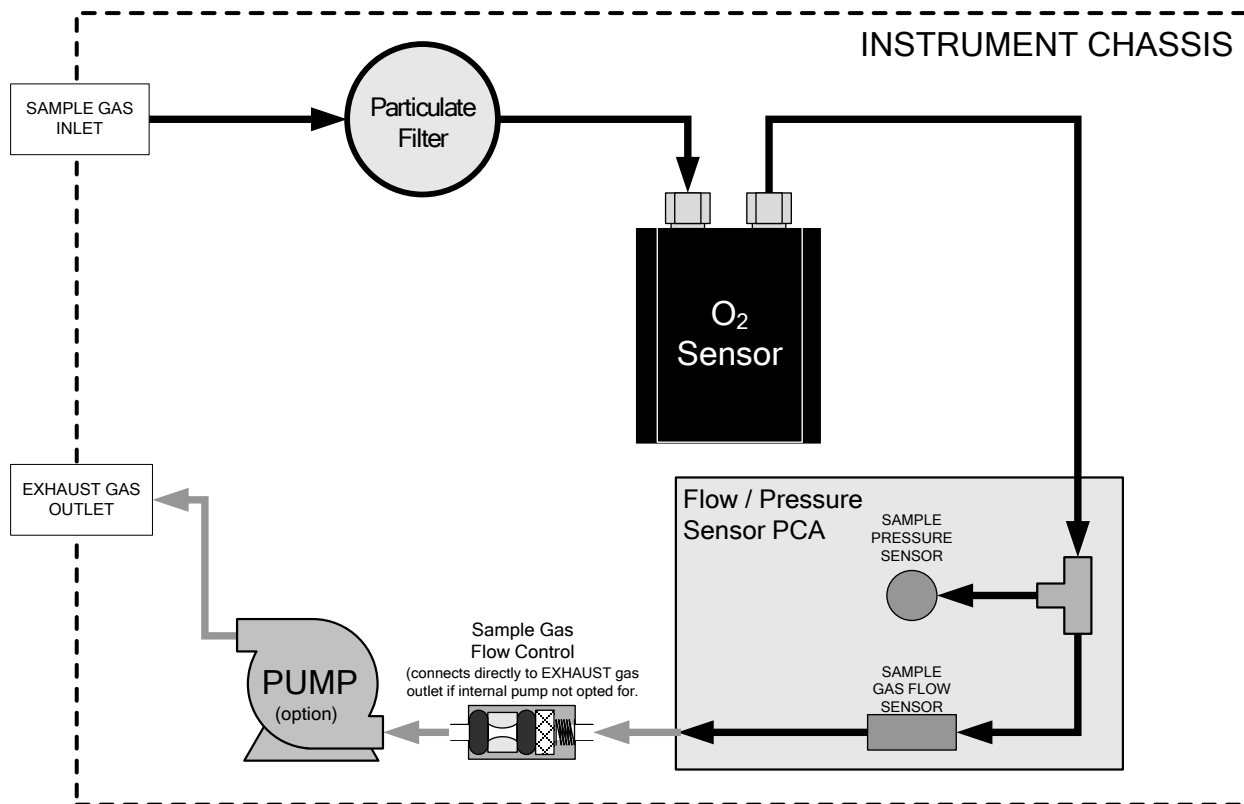 INSTRUMENT CHASSIS
SAMPLE GAS
INLET
Particulate
Filter
O₂
Sensor
EXHAUST GAS
OUTLET
Flow / Pressure
Sensor PCA
SAMPLE
PRESSURE
SENSOR
Sample Gas
Flow Control
(connects directly to EXHAUST gas
outlet if internal pump not opted for.
SAMPLE
GAS FLOW
SENSOR
PUMP
(option)